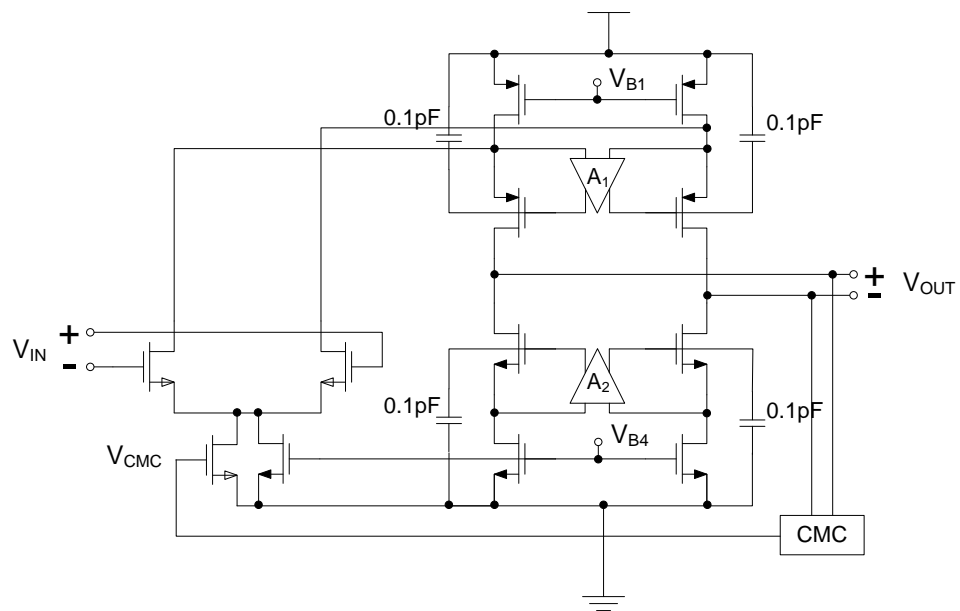 V_B1
0.1pF
0.1pF
A_1
+
-
V_OUT
+
-
V_IN
A_2
0.1pF
0.1pF
V_B4
V_CMC
CMC